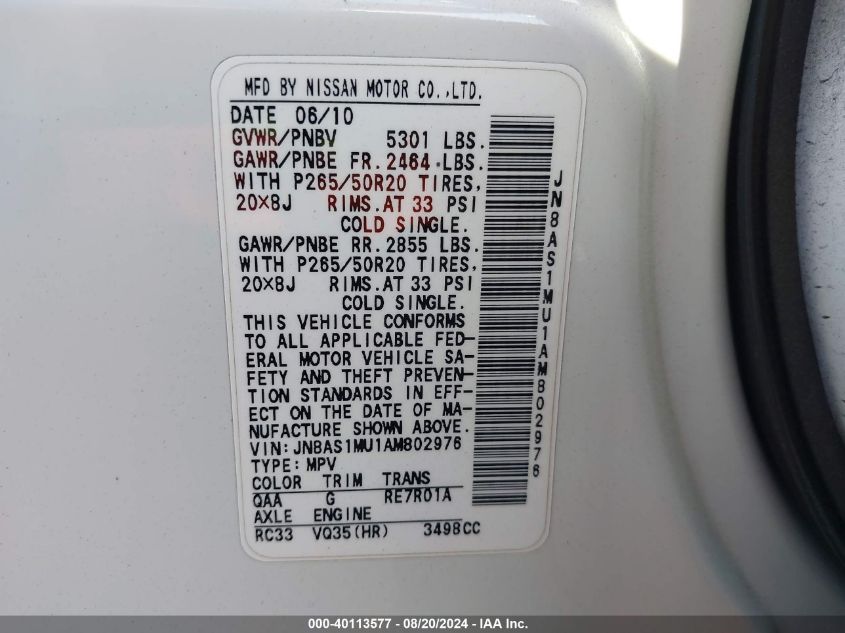 MFD BY NISSAN MOTOR CO.,LTD.
DATE 06/10
GVWR/PNBV 5301 LBS.
GAWR/PNBE FR. 2464 LBS.
WITH P265/50R20 TIRES,
20×8J RIMS.AT 33 PSI
COLD SINGLE.
GAWR/PNBE RR. 2855 LBS.
WITH P265/50R20 TIRES,
20×8J RIMS.AT 33 PSI
COLD SINGLE.
THIS VEHICLE CONFORMS
TO ALL APPLICABLE FED-
ERAL MOTOR VEHICLE SA-
FETY AND THEFT PREVEN-
TION STANDARDS IN EFF-
ECT ON THE DATE OF MA-
NUFACTURE SHOWN ABOVE.
VIN: JN8AS1MU1AM802976
TYPE: MPV
COLOR TRIM TRANS
QAA G RE7R01A
AXLE ENGINE
RC33 VQ35(HR) 3498CC
JN8AS1MU1AM802976
000-40113577 - 08/20/2024 - IAA Inc.